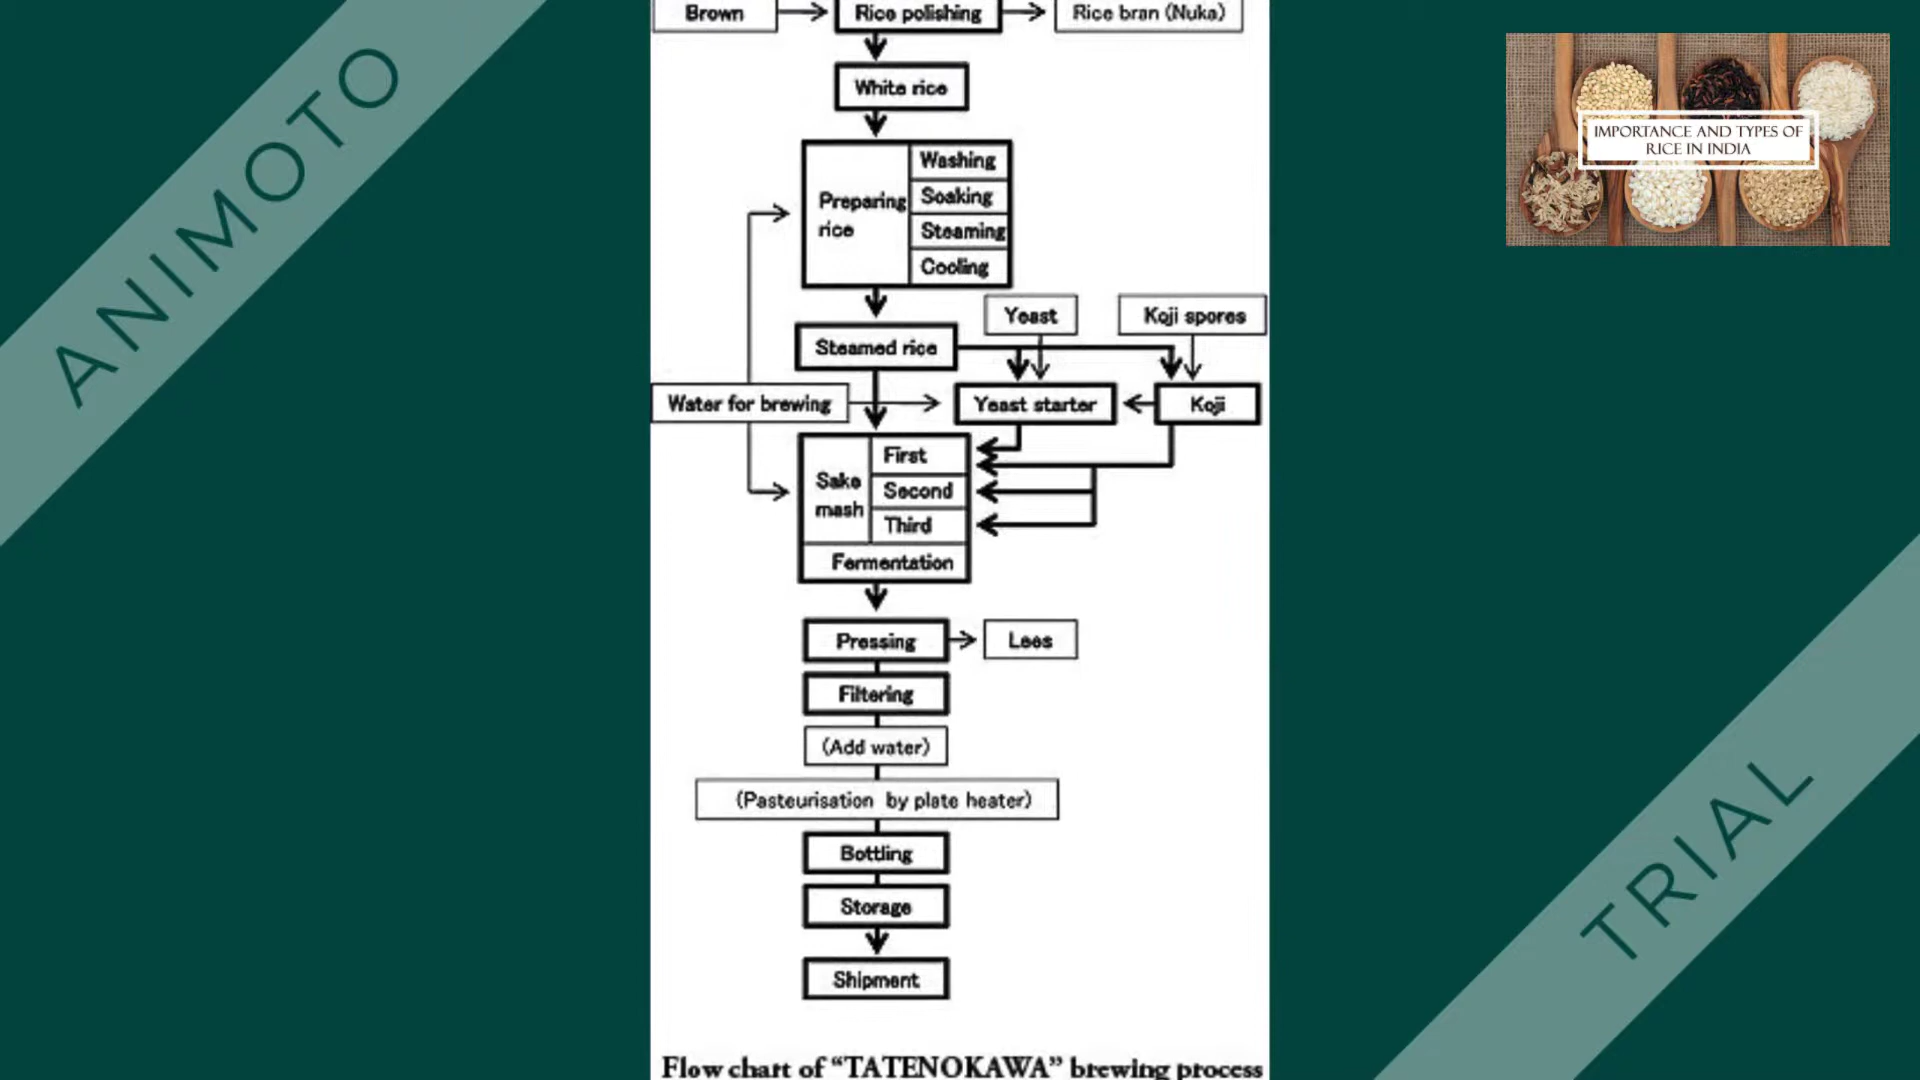 ANIMOTO
Brown
Rice polishing
Rice bran (Nuka)
IMPORTANCE AND TYPES OF
RICE IN INDIA
White rice
Preparing
rice
Washing
Soaking
Steaming
Cooling
Yeast
Koji spores
Steamed rice
Water for brewing
Yeast starter
Koji
Sake
mash
First
Second
Third
Fermentation
Pressing
Lees
Filtering
(Add water)
(Pasteurisation by plate heater)
Bottling
Storage
Shipment
Flow chart of “TATENOKAWA” brewing process
TRIAL